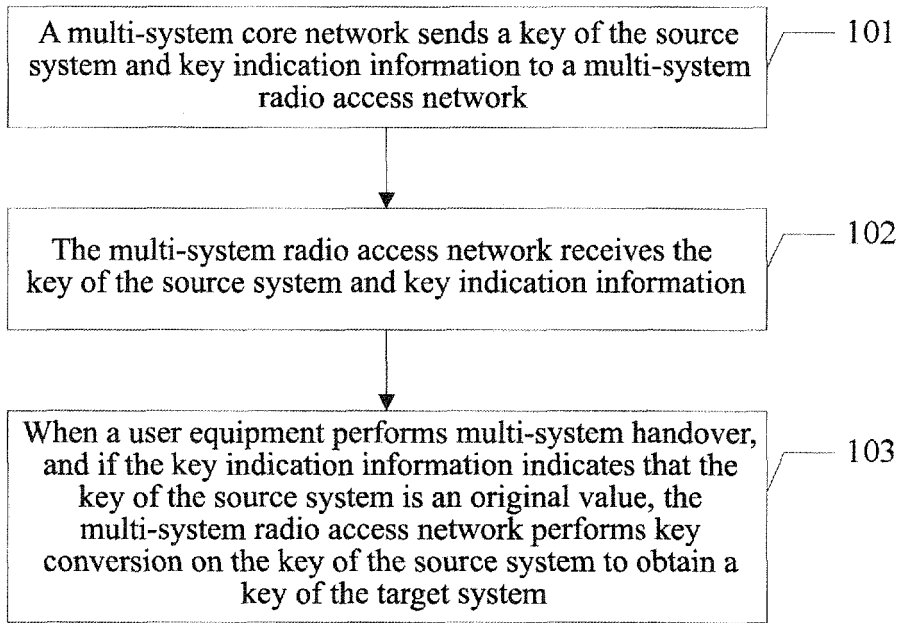 A multi-system core network sends a key of the source
system and key indication information to a multi-system
radio access network
101
The multi-system radio access network receives the
key of the source system and key indication information
102
When a user equipment performs multi-system handover,
and if the key indication information indicates that the
key of the source system is an original value, the
multi-system radio access network performs key
conversion on the key of the source system to obtain a
key of the target system
103